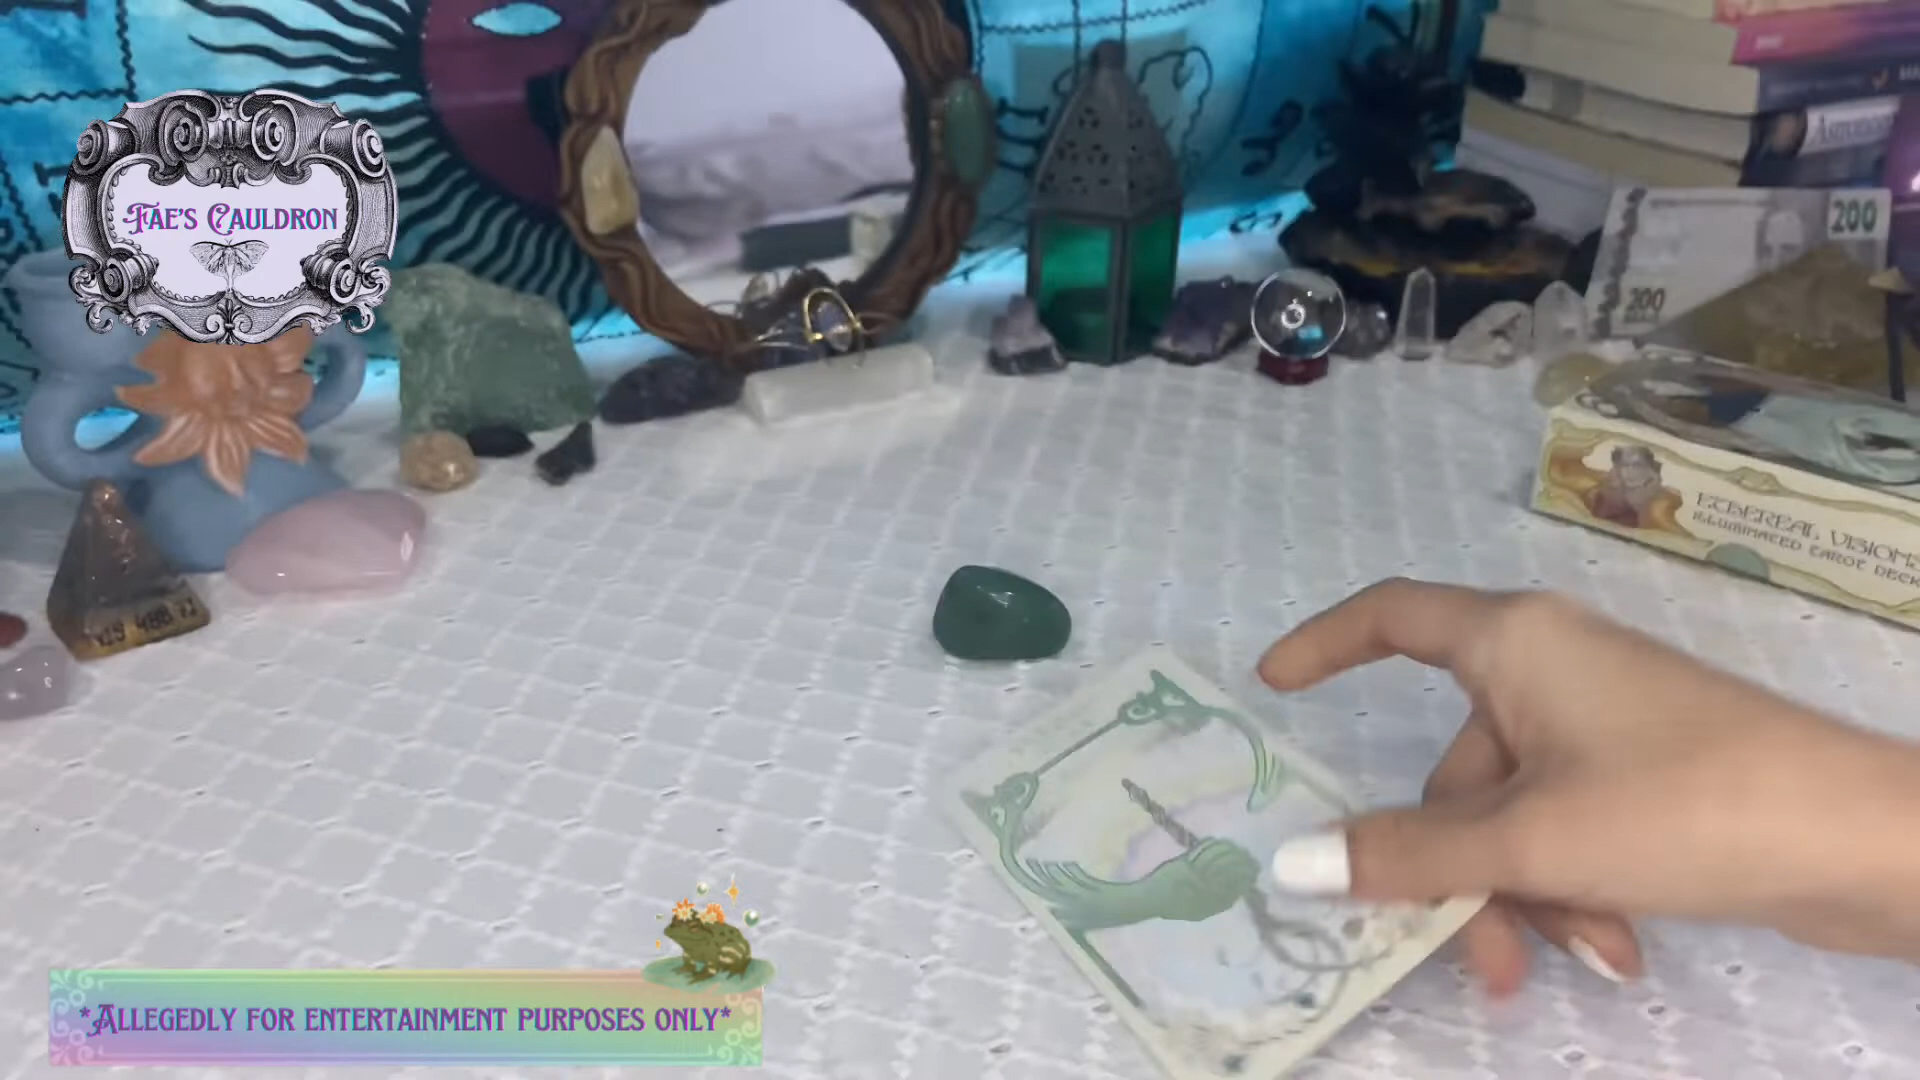 FAE'S CAULDRON
200
200
ETHEREAL VISIONS
ILLUMINATED TAROT DECK
*ALLEGEDLY FOR ENTERTAINMENT PURPOSES ONLY*